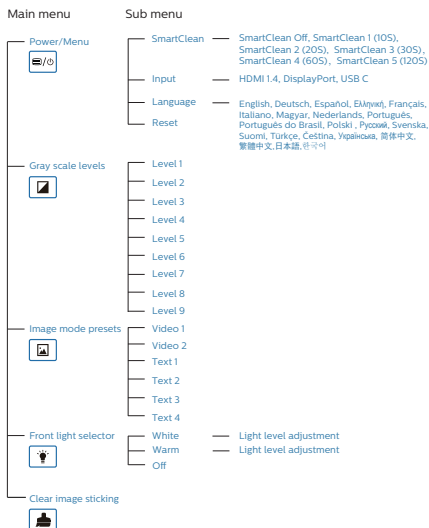 Main menu Sub menu
Power/Menu
SmartClean SmartClean Off, SmartClean 1 (10S),
SmartClean 2 (20S), SmartClean 3 (30S),
SmartClean 4 (60S), SmartClean 5 (120S)
Input HDMI 1.4, DisplayPort, USB C
Language English, Deutsch, Español, Ελληνική, Français,
Italiano, Magyar, Nederlands, Português,
Português do Brasil, Polski , Русский, Svenska,
Suomi, Türkçe, Čeština, Українська, 简体中文,
繁體中文,日本語,한국어
Reset
Gray scale levels
Level 1
Level 2
Level 3
Level 4
Level 5
Level 6
Level 7
Level 8
Level 9
Image mode presets
Video 1
Video 2
Text 1
Text 2
Text 3
Text 4
Front light selector
White Light level adjustment
Warm Light level adjustment
Off
Clear image sticking